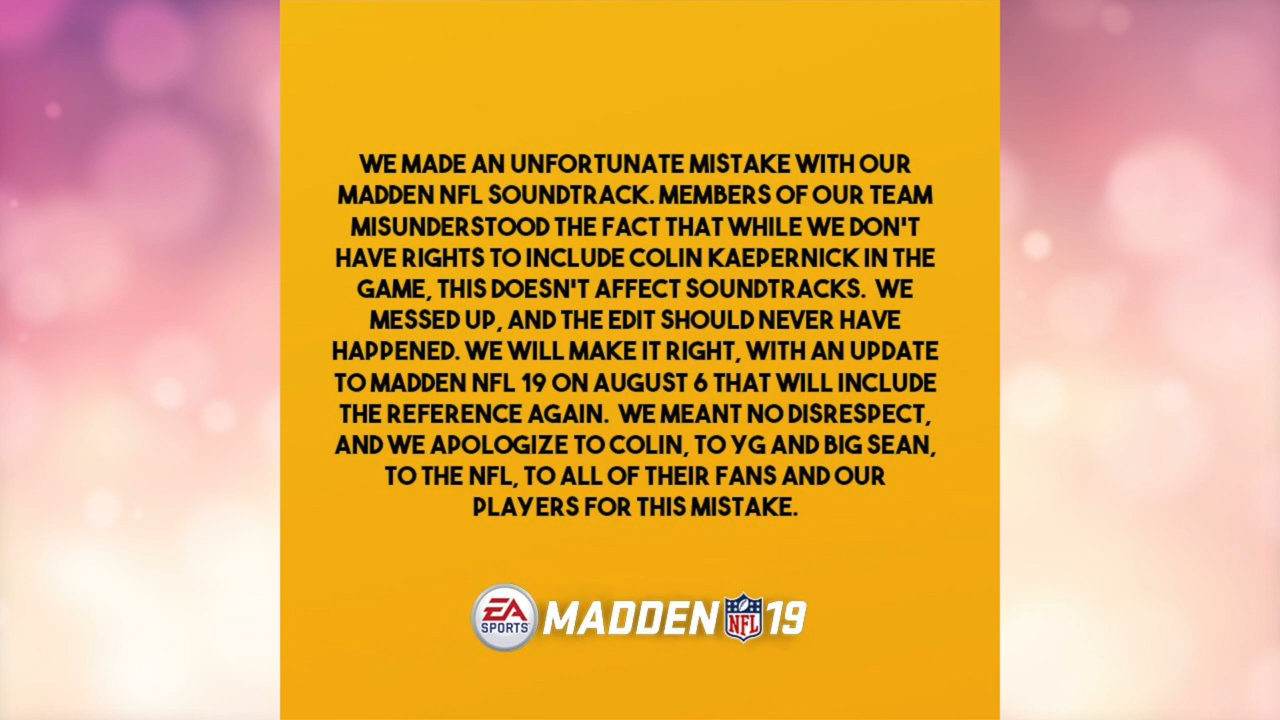 WE MADE AN UNFORTUNATE MISTAKE WITH OUR
MADDEN NFL SOUNDTRACK. MEMBERS OF OUR TEAM
MISUNDERSTOOD THE FACT THAT WHILE WE DON'T
HAVE RIGHTS TO INCLUDE COLIN KAEPERNICK IN THE
GAME, THIS DOESN'T AFFECT SOUNDTRACKS. WE
MESSED UP, AND THE EDIT SHOULD NEVER HAVE
HAPPENED. WE WILL MAKE IT RIGHT, WITH AN UPDATE
TO MADDEN NFL 19 ON AUGUST 6 THAT WILL INCLUDE
THE REFERENCE AGAIN. WE MEANT NO DISRESPECT,
AND WE APOLOGIZE TO COLIN, TO YG AND BIG SEAN,
TO THE NFL, TO ALL OF THEIR FANS AND OUR
PLAYERS FOR THIS MISTAKE.
EA SPORTS MADDEN NFL 19